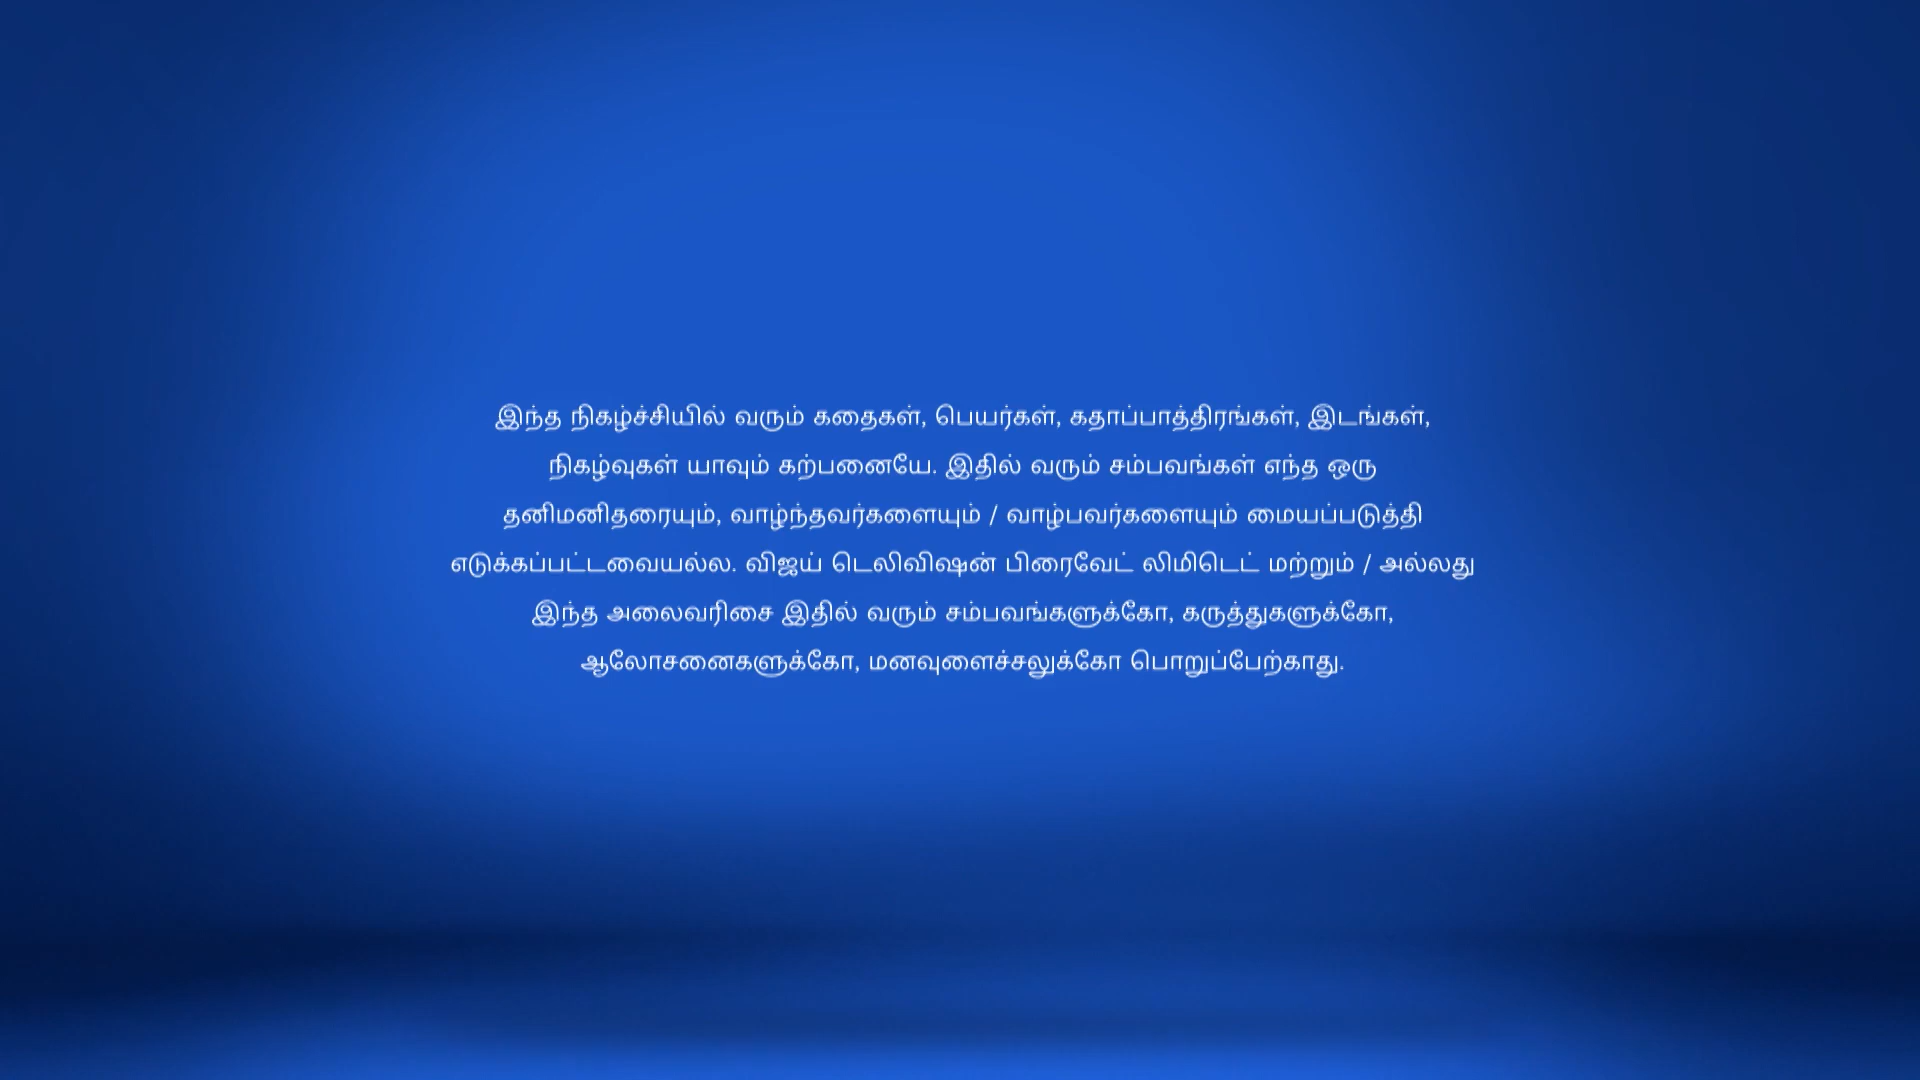 இந்த நிகழ்ச்சியில் வரும் கதைகள், பெயர்கள், கதாப்பாத்திரங்கள், இடங்கள்,
நிகழ்வுகள் யாவும் கற்பனையே. இதில் வரும் சம்பவங்கள் எந்த ஒரு
தனிமனிதரையும், வாழ்ந்தவர்களையும் / வாழ்பவர்களையும் மையப்படுத்தி
எடுக்கப்பட்டவையல்ல. விஜய் டெலிவிஷன் பிரைவேட் லிமிடெட் மற்றும் / அல்லது
இந்த அலைவரிசை இதில் வரும் சம்பவங்களுக்கோ, கருத்துகளுக்கோ,
ஆலோசனைகளுக்கோ, மனவுளைச்சலுக்கோ பொறுப்பேற்காது.